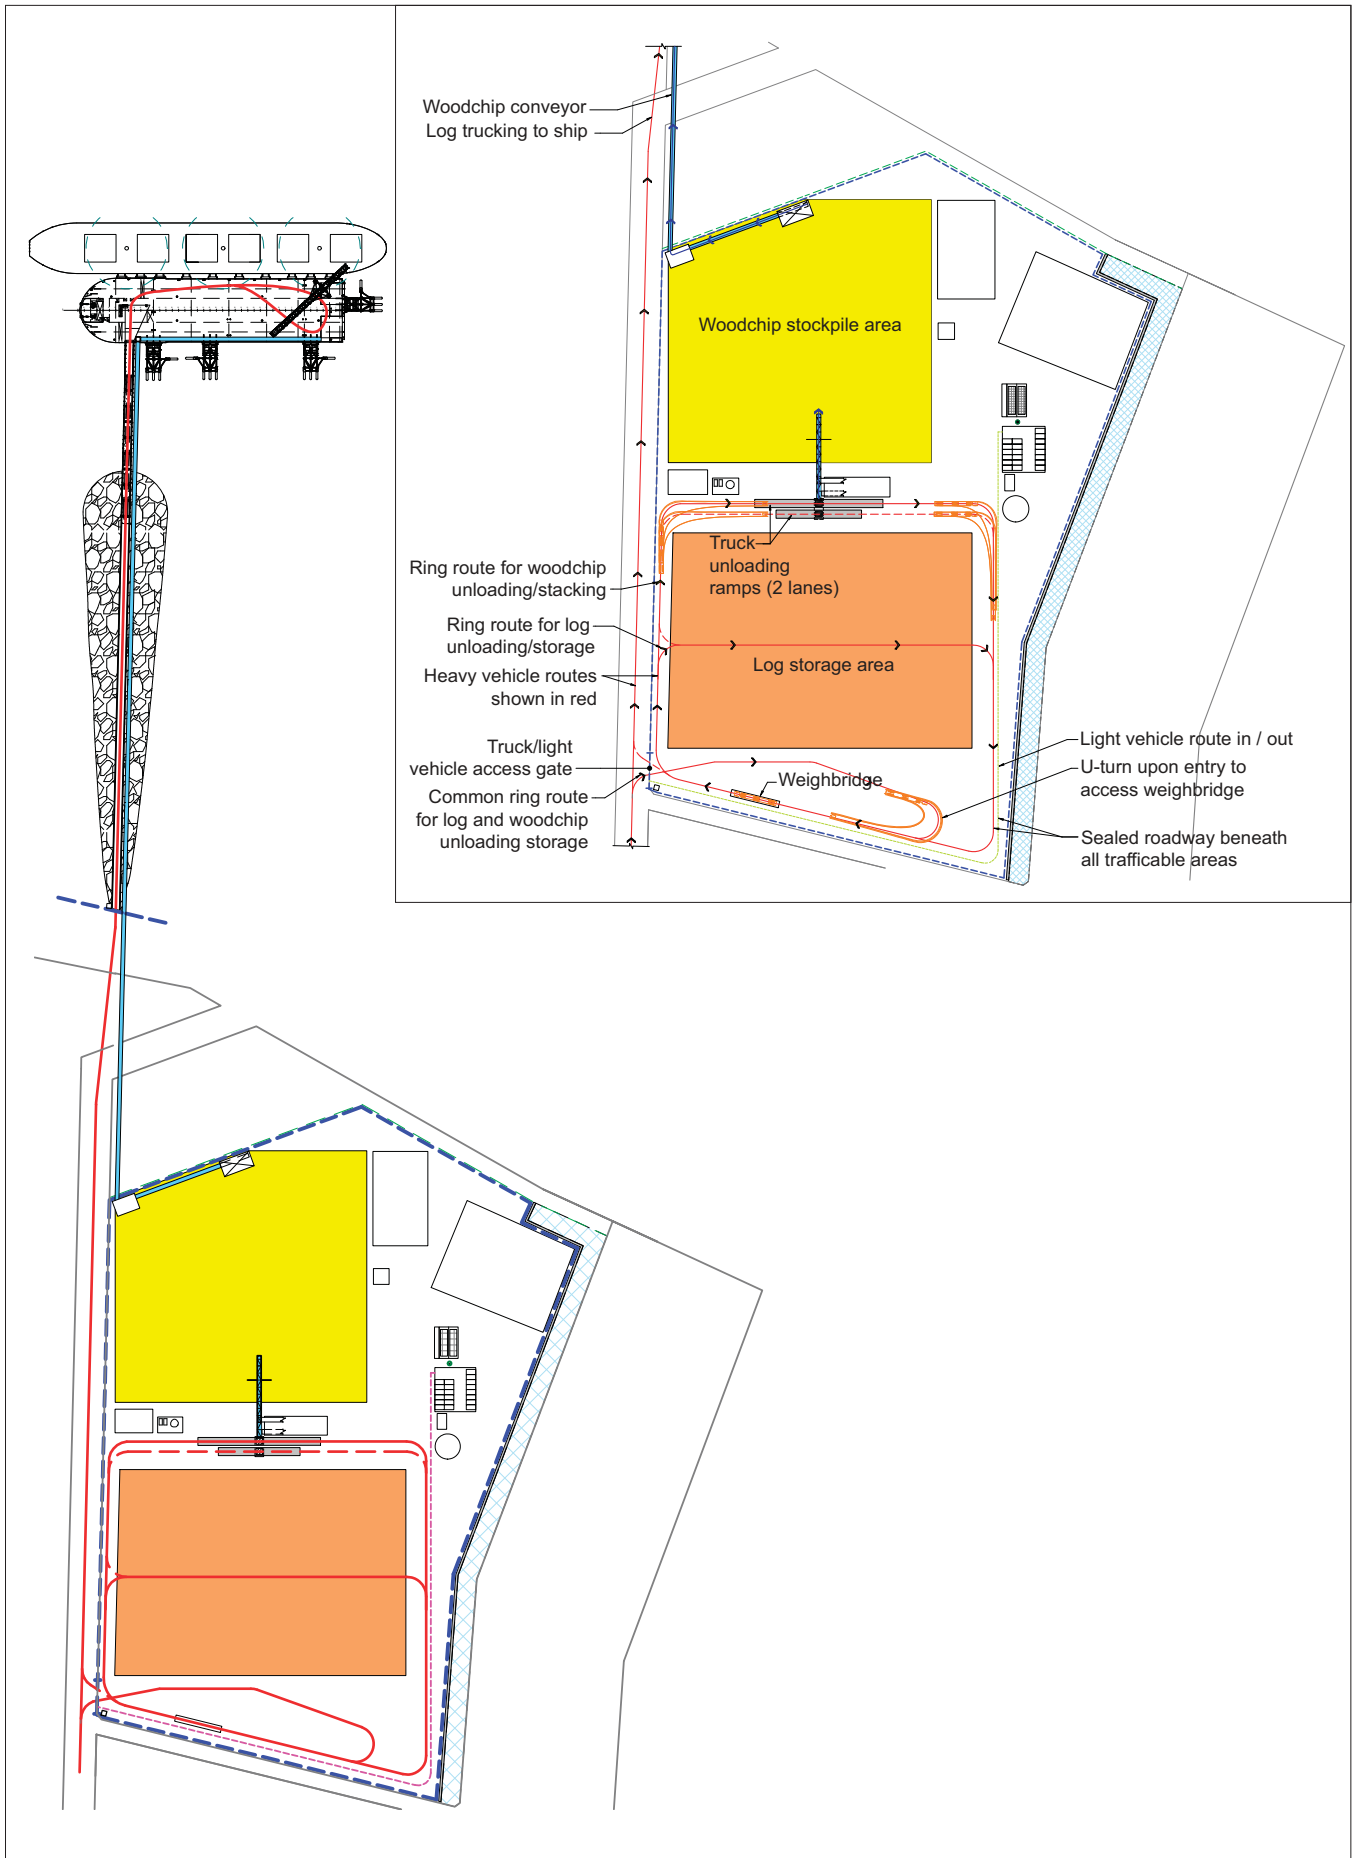 Woodchip conveyor
Log trucking to ship
Woodchip stockpile area
Truck
unloading
ramps (2 lanes)
Ring route for woodchip
unloading/stacking
Ring route for log
unloading/storage
Log storage area
Heavy vehicle routes
shown in red
Truck/light
vehicle access gate
Weighbridge
Common ring route
for log and woodchip
unloading storage
Light vehicle route in / out
U-turn upon entry to
access weighbridge
Sealed roadway beneath
all trafficable areas